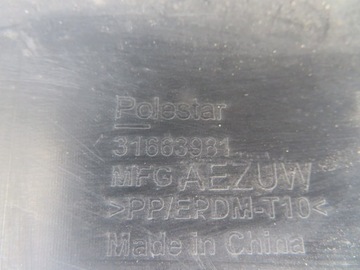 Polestar
31663981
MFG AEZUW
>PP/EPDM-T10<
Made in China